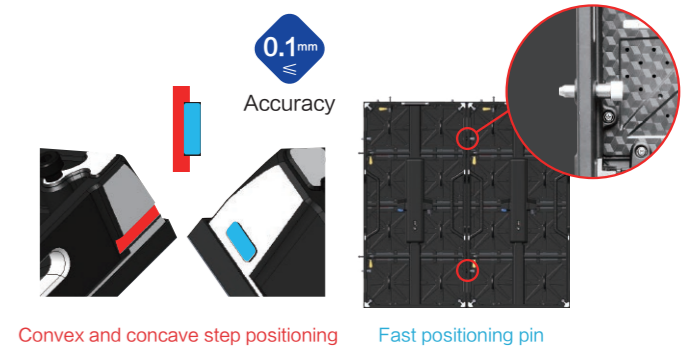 0.1mm
≤
Accuracy
Convex and concave step positioning
Fast positioning pin